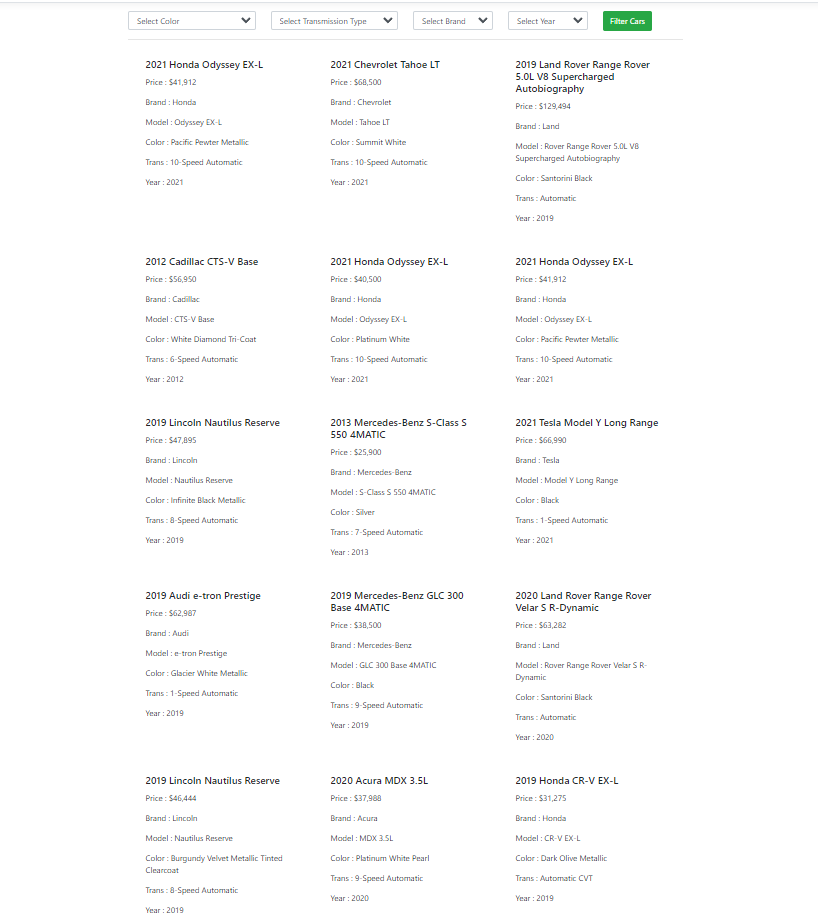 Select Color
Select Transmission Type
Select Brand
Select Year
Filter Cars
2021 Honda Odyssey EX-L
Price : $41,912
Brand : Honda
Model : Odyssey EX-L
Color : Pacific Pewter Metallic
Trans : 10-Speed Automatic
Year : 2021
2021 Chevrolet Tahoe LT
Price : $68,500
Brand : Chevrolet
Model : Tahoe LT
Color : Summit White
Trans : 10-Speed Automatic
Year : 2021
2019 Land Rover Range Rover
5.0L V8 Supercharged
Autobiography
Price : $129,494
Brand : Land
Model : Rover Range Rover 5.0L V8
Supercharged Autobiography
Color : Santorini Black
Trans : Automatic
Year : 2019
2012 Cadillac CTS-V Base
Price : $56,950
Brand : Cadillac
Model : CTS-V Base
Color : White Diamond Tri-Coat
Trans : 6-Speed Automatic
Year : 2012
2021 Honda Odyssey EX-L
Price : $40,500
Brand : Honda
Model : Odyssey EX-L
Color : Platinum White
Trans : 10-Speed Automatic
Year : 2021
2021 Honda Odyssey EX-L
Price : $41,912
Brand : Honda
Model : Odyssey EX-L
Color : Pacific Pewter Metallic
Trans : 10-Speed Automatic
Year : 2021
2019 Lincoln Nautilus Reserve
Price : $47,895
Brand : Lincoln
Model : Nautilus Reserve
Color : Infinite Black Metallic
Trans : 8-Speed Automatic
Year : 2019
2013 Mercedes-Benz S-Class S
550 4MATIC
Price : $25,900
Brand : Mercedes-Benz
Model : S-Class S 550 4MATIC
Color : Silver
Trans : 7-Speed Automatic
Year : 2013
2021 Tesla Model Y Long Range
Price : $66,990
Brand : Tesla
Model : Model Y Long Range
Color : Black
Trans : 1-Speed Automatic
Year : 2021
2019 Audi e-tron Prestige
Price : $62,987
Brand : Audi
Model : e-tron Prestige
Color : Glacier White Metallic
Trans : 1-Speed Automatic
Year : 2019
2019 Mercedes-Benz GLC 300
Base 4MATIC
Price : $38,500
Brand : Mercedes-Benz
Model : GLC 300 Base 4MATIC
Color : Black
Trans : 9-Speed Automatic
Year : 2019
2020 Land Rover Range Rover
Velar S R-Dynamic
Price : $63,282
Brand : Land
Model : Rover Range Rover Velar S R-
Dynamic
Color : Santorini Black
Trans : Automatic
Year : 2020
2019 Lincoln Nautilus Reserve
Price : $46,444
Brand : Lincoln
Model : Nautilus Reserve
Color : Burgundy Velvet Metallic Tinted
Clearcoat
Trans : 8-Speed Automatic
Year : 2019
2020 Acura MDX 3.5L
Price : $37,988
Brand : Acura
Model : MDX 3.5L
Color : Platinum White Pearl
Trans : 9-Speed Automatic
Year : 2020
2019 Honda CR-V EX-L
Price : $31,275
Brand : Honda
Model : CR-V EX-L
Color : Dark Olive Metallic
Trans : Automatic CVT
Year : 2019